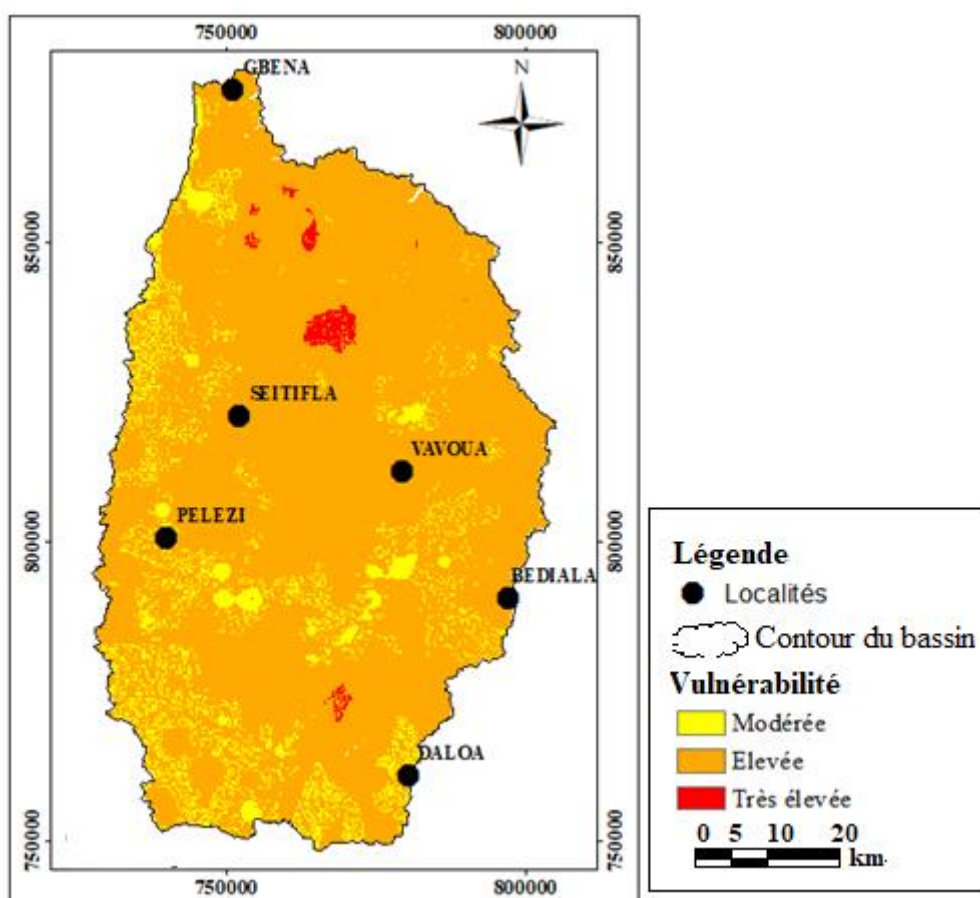 750000 800000
GBENA
N
850000 850000
SEITIFLA
VAVOUA
PELEZI
800000 800000
BEDIALA
DALOA
750000 750000
750000 800000
Légende
Localités
Contour du bassin
Vulnérabilité
Modérée
Elevée
Très élevée
0 5 10 20
km